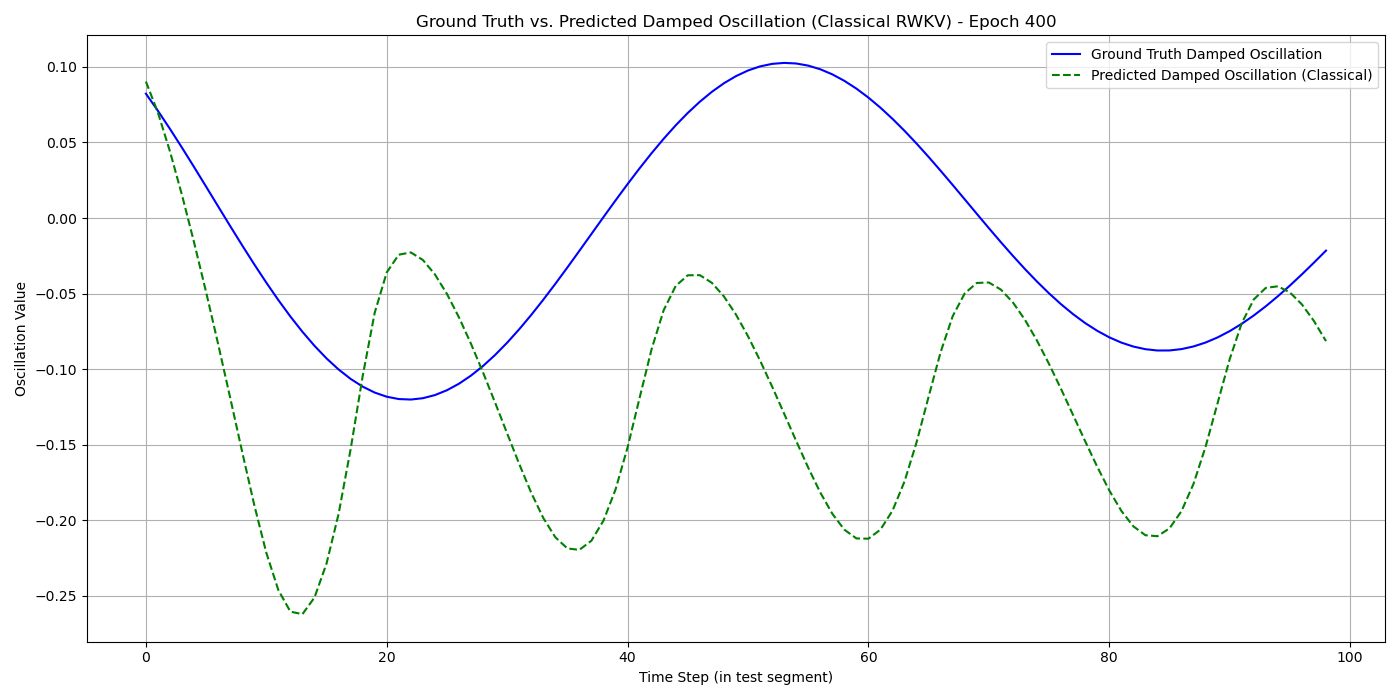 Ground Truth vs. Predicted Damped Oscillation (Classical RWKV) - Epoch 400
Ground Truth Damped Oscillation
Predicted Damped Oscillation (Classical)
Oscillation Value
0.10
0.05
0.00
−0.05
−0.10
−0.15
−0.20
−0.25
0 20 40 60 80 100
Time Step (in test segment)